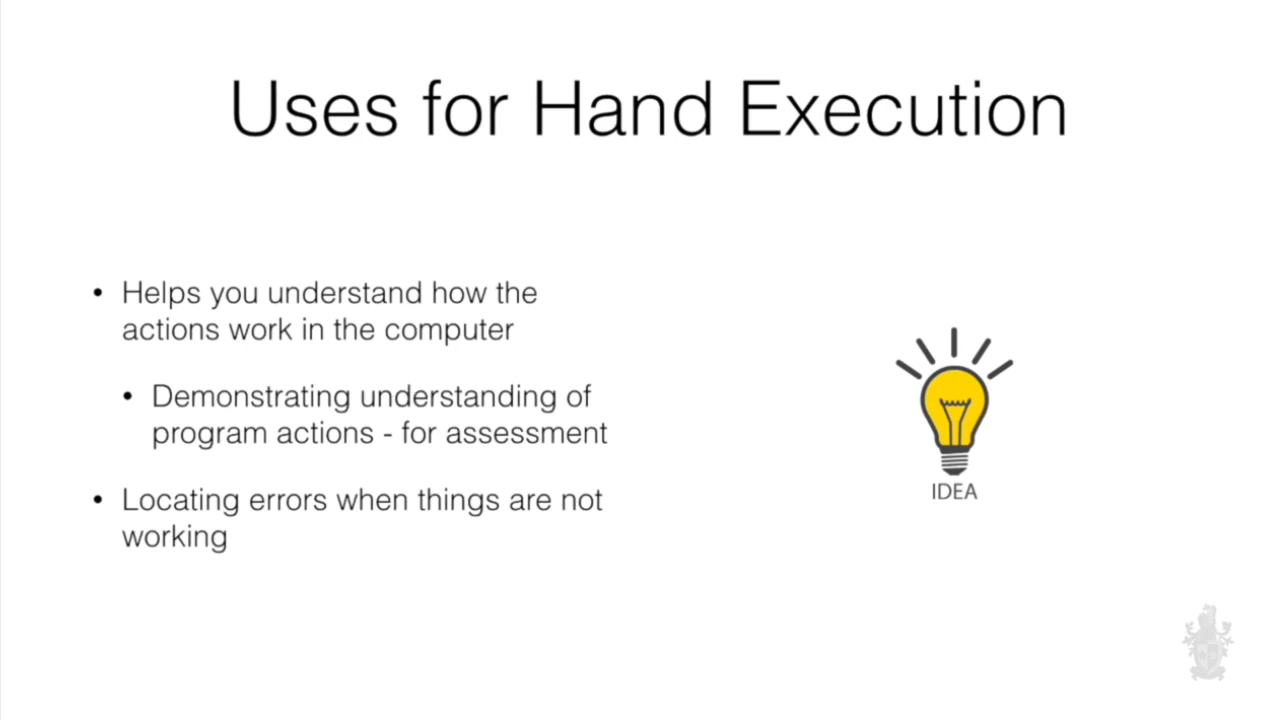 Uses for Hand Execution
• Helps you understand how the
actions work in the computer
• Demonstrating understanding of
program actions - for assessment
• Locating errors when things are not
working
IDEA